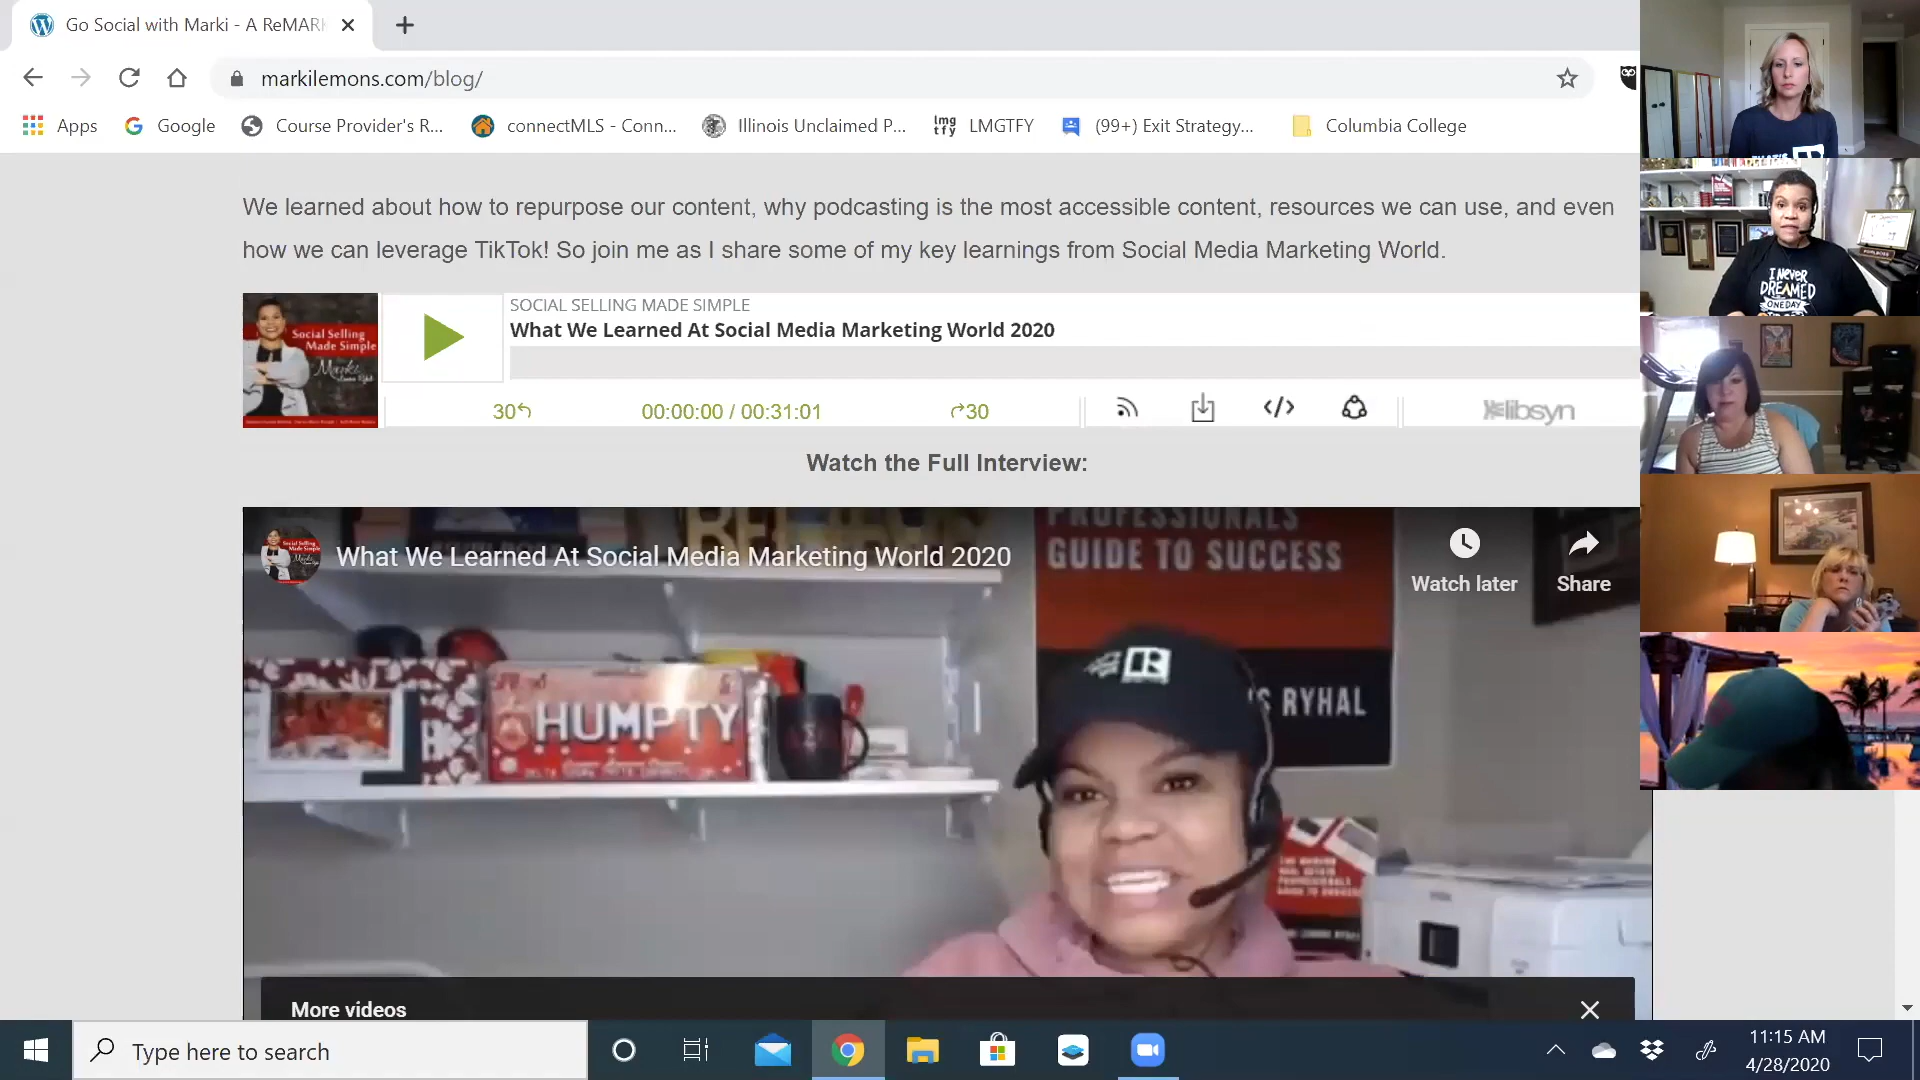 Go Social with Marki - A ReMAR
markilemons.com/blog/
Apps
Google
Course Provider's R...
connectMLS - Conn...
Illinois Unclaimed P...
lmg
tfy
LMGTFY
(99+) Exit Strategy...
Columbia College
We learned about how to repurpose our content, why podcasting is the most accessible content, resources we can use, and even
how we can leverage TikTok! So join me as I share some of my key learnings from Social Media Marketing World.
Social Selling
Made Simple
SOCIAL SELLING MADE SIMPLE
What We Learned At Social Media Marketing World 2020
30
00:00:00 / 00:31:01
30
libsyn
Watch the Full Interview:
What We Learned At Social Media Marketing World 2020
Watch later
Share
PROFESSIONALS
GUIDE TO SUCCESS
S RYHAL
HUMPTY
More videos
I NEVER
DREAMED
ONE DAY
Type here to search
11:15 AM
4/28/2020